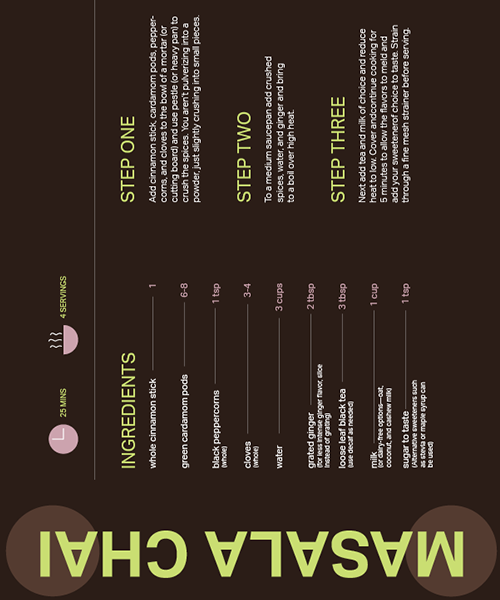 MASALA CHAI
25 MINS
4 SERVINGS
INGREDIENTS
whole cinnamon stick 1
green cardamom pods 6-8
black peppercorns 1 tsp
(whole)
cloves 3-4
(whole)
water 3 cups
grated ginger 2 tbsp
(for less intense ginger flavor, slice
instead of grating)
loose leaf black tea 3 tbsp
(use decaf as needed)
milk 1 cup
(or dairy-free options—oat,
coconut, and cashew milk)
sugar to taste 1 tsp
(Alternative sweeteners such
as stevia or maple syrup can
be used)
STEP ONE
Add cinnamon stick, cardamom pods, pepper-
corns, and cloves to the bowl of a mortar (or
cutting board) and use pestle (or heavy pan) to
crush the spices. You aren't pulverizing into a
powder, just slightly crushing into small pieces.
STEP TWO
To a medium saucepan add crushed
spices, water, and ginger and bring
to a boil over high heat.
STEP THREE
Next add tea and milk of choice and reduce
heat to low. Cover andcontinue cooking for
5 minutes to allow the flavors to meld and
add your sweetenerof choice to taste. Strain
through a fine mesh strainer before serving.